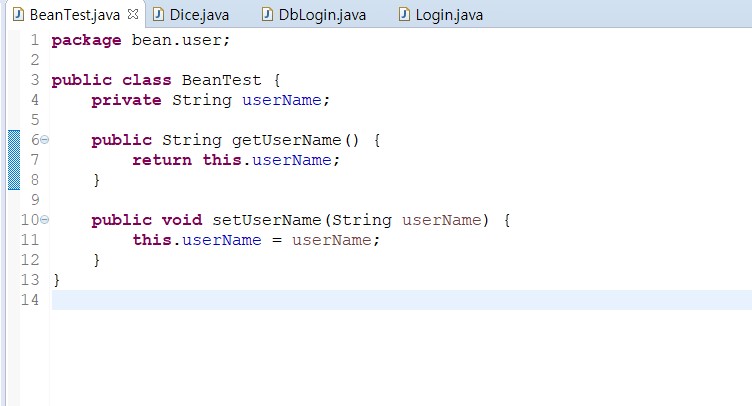 BeanTest.java Dice.java DbLogin.java Login.java
1 package bean.user;
2
3 public class BeanTest {
4     private String userName;
5
6     public String getUserName() {
7         return this.userName;
8     }
9
10     public void setUserName(String userName) {
11         this.userName = userName;
12     }
13 }
14